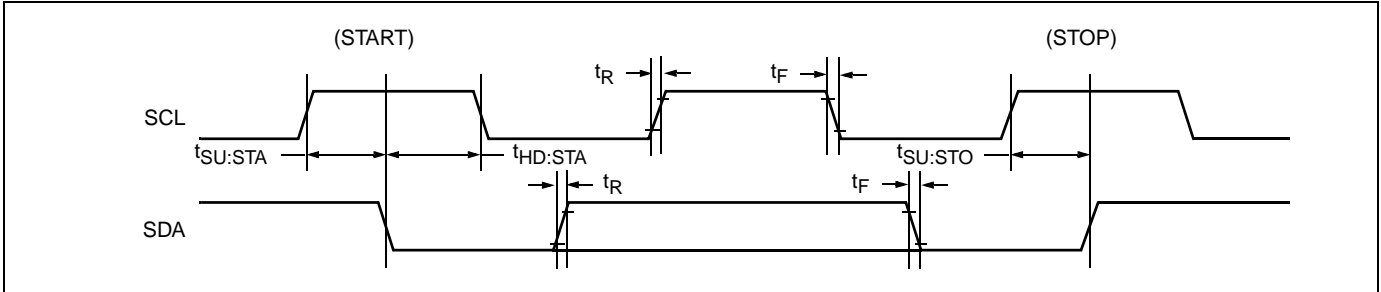 (START) (STOP)
tR tF
SCL
tSU:STA tHD:STA tSU:STO
tR tF
SDA